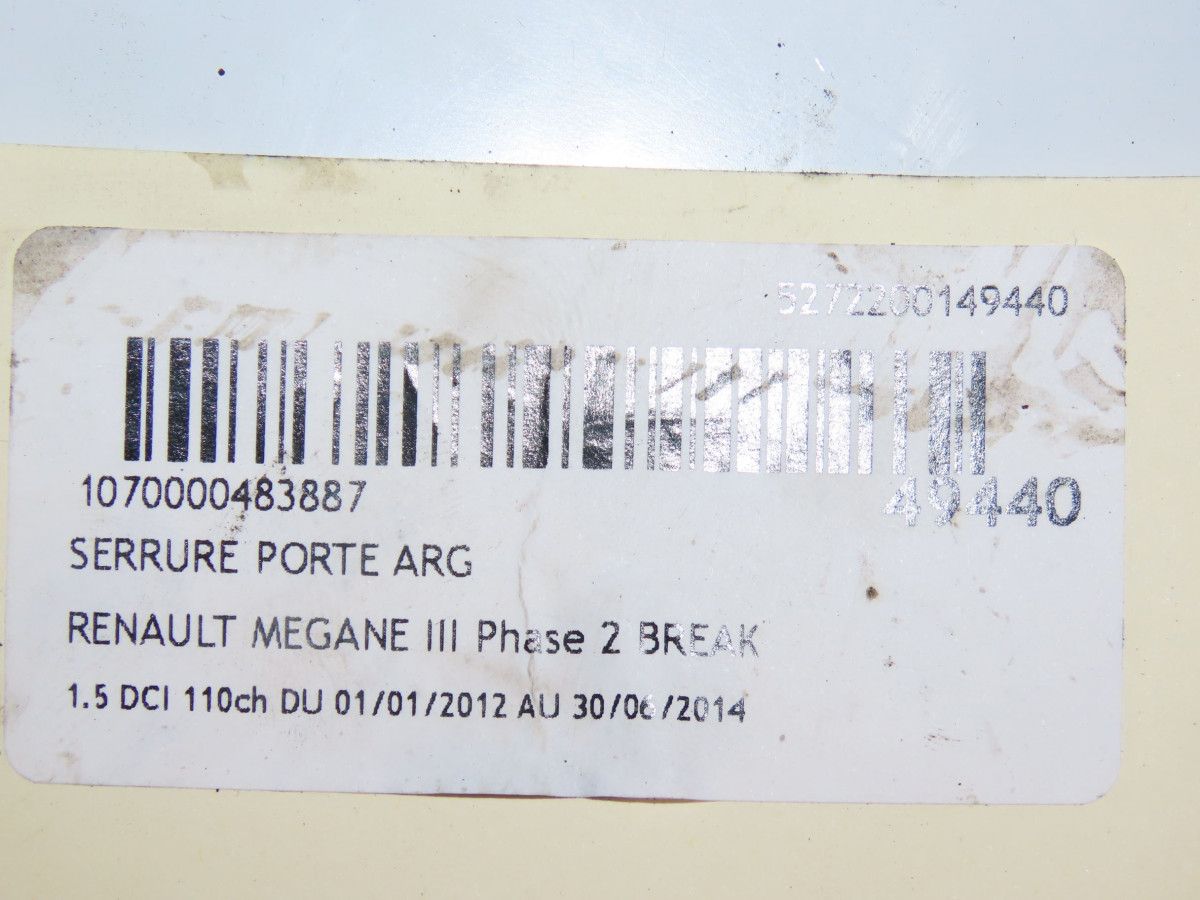 5272200149440
1070000483887
49440
SERRURE PORTE ARG
RENAULT MEGANE III Phase 2 BREAK
1.5 DCI 110ch DU 01/01/2012 AU 30/06/2014